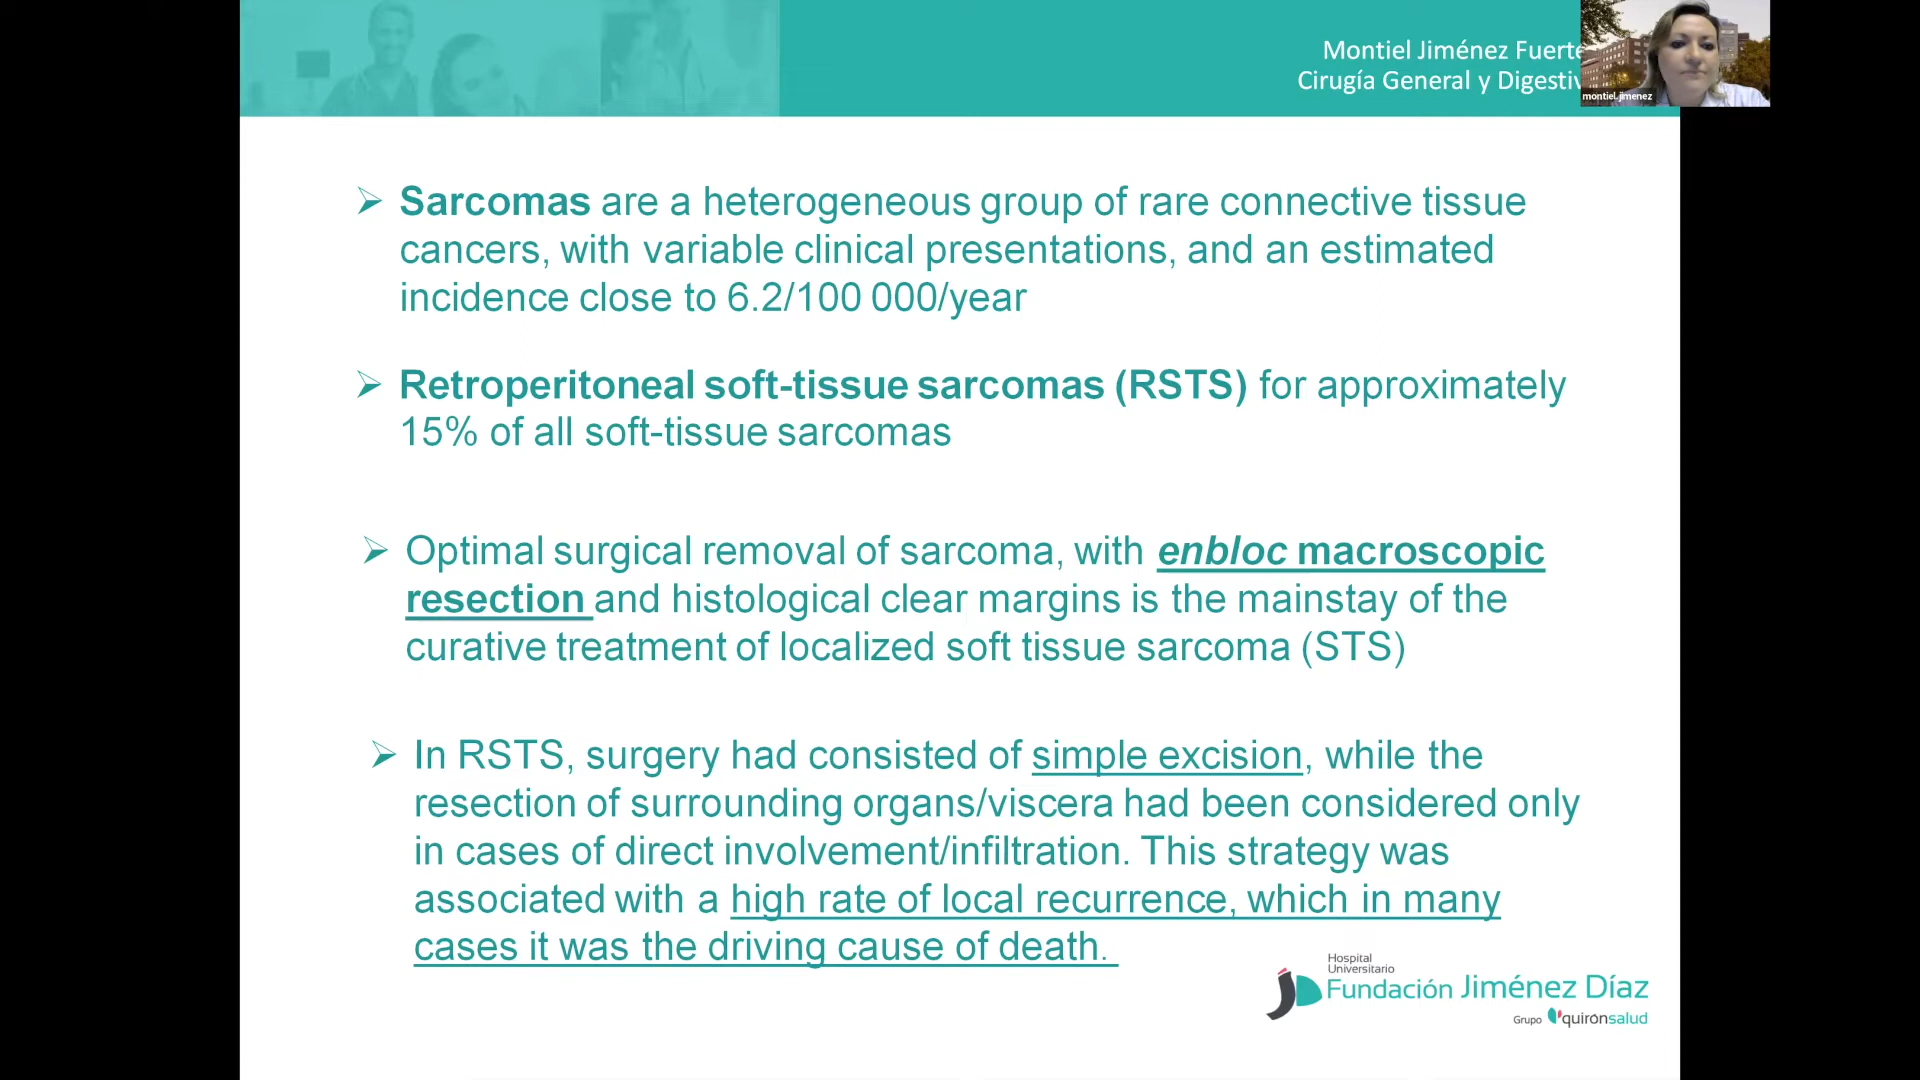 Montiel Jiménez Fuerte
Cirugía General y Digestiv
montiel.jimenez
➢ Sarcomas are a heterogeneous group of rare connective tissue
cancers, with variable clinical presentations, and an estimated
incidence close to 6.2/100 000/year
➢ Retroperitoneal soft-tissue sarcomas (RSTS) for approximately
15% of all soft-tissue sarcomas
➢ Optimal surgical removal of sarcoma, with enbloc macroscopic
resection and histological clear margins is the mainstay of the
curative treatment of localized soft tissue sarcoma (STS)
➢ In RSTS, surgery had consisted of simple excision, while the
resection of surrounding organs/viscera had been considered only
in cases of direct involvement/infiltration. This strategy was
associated with a high rate of local recurrence, which in many
cases it was the driving cause of death.
Hospital
Universitario
Fundación Jiménez Díaz
Grupo quirónsalud